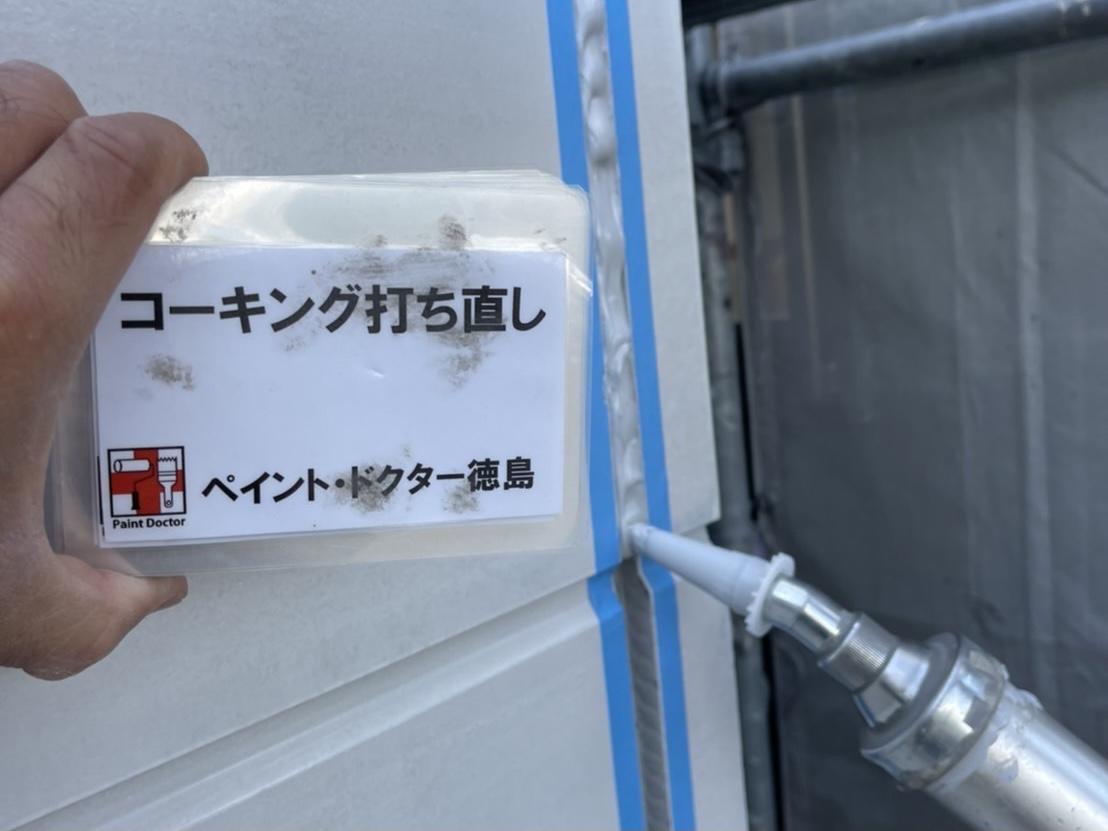 コーキング打ち直し
ペイント・ドクター徳島
Paint Doctor